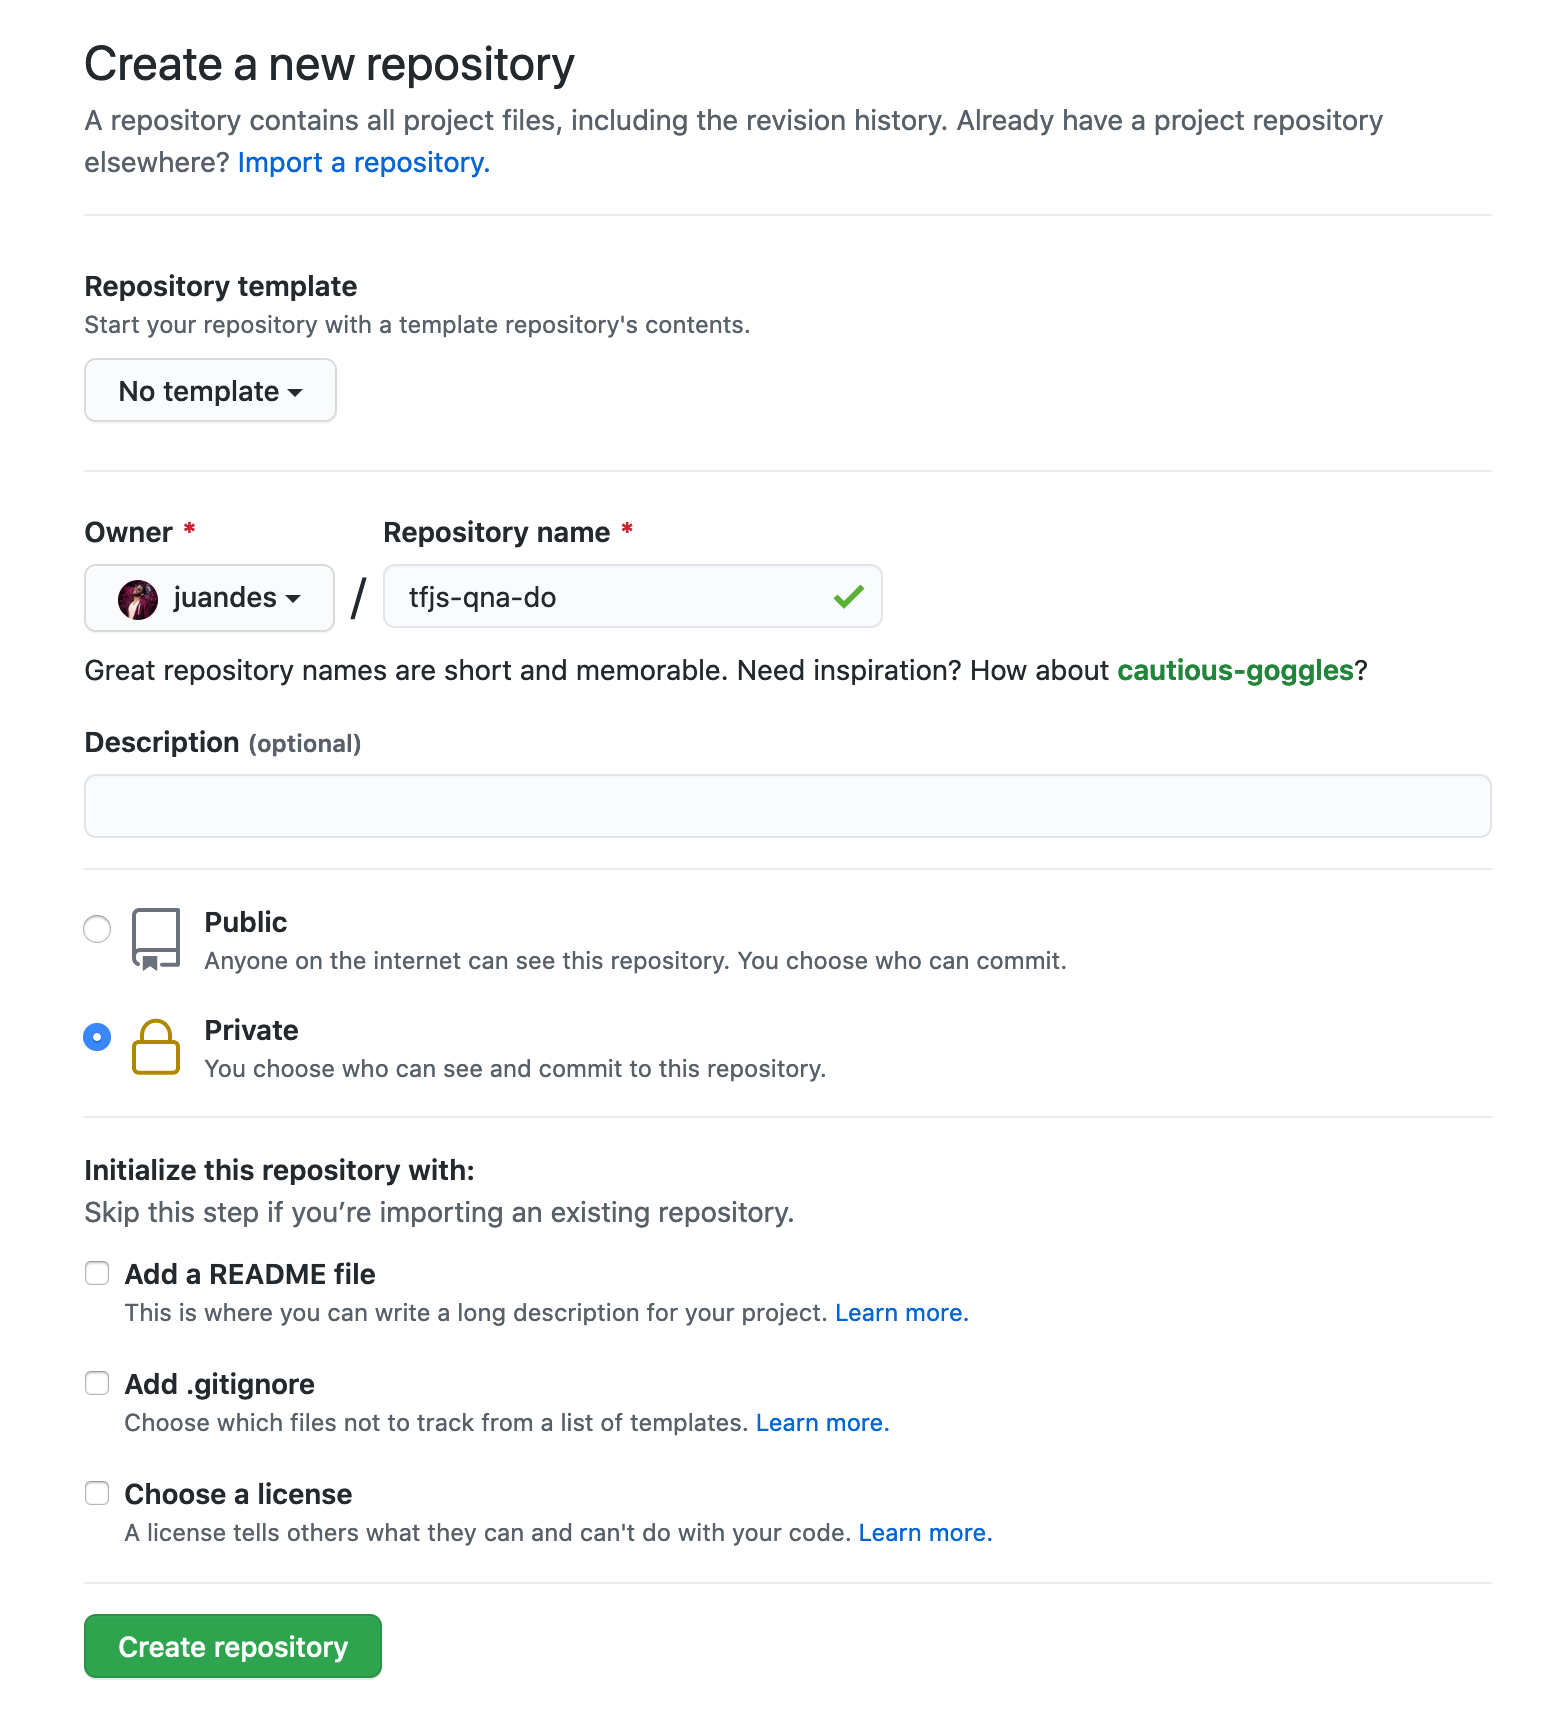 Create a new repository
A repository contains all project files, including the revision history. Already have a project repository
elsewhere? Import a repository.
Repository template
Start your repository with a template repository's contents.
No template
Owner *
Repository name *
juandes
/
tfjs-qna-do
Great repository names are short and memorable. Need inspiration? How about cautious-goggles?
Description (optional)
Public
Anyone on the internet can see this repository. You choose who can commit.
Private
You choose who can see and commit to this repository.
Initialize this repository with:
Skip this step if you’re importing an existing repository.
Add a README file
This is where you can write a long description for your project. Learn more.
Add .gitignore
Choose which files not to track from a list of templates. Learn more.
Choose a license
A license tells others what they can and can't do with your code. Learn more.
Create repository